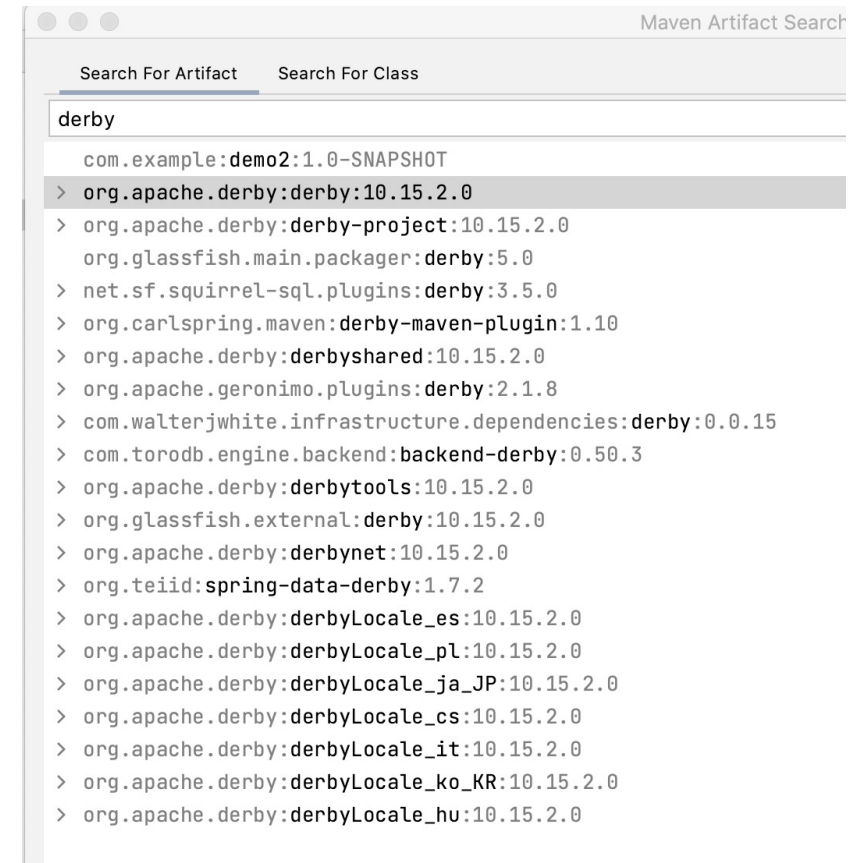 Maven Artifact Search
Search For Artifact Search For Class
derby
com.example:demo2:1.0-SNAPSHOT
org.apache.derby:derby:10.15.2.0
org.apache.derby:derby-project:10.15.2.0
org.glassfish.main.packager:derby:5.0
net.sf.squirrel-sql.plugins:derby:3.5.0
org.carlspring.maven:derby-maven-plugin:1.10
org.apache.derby:derbyshared:10.15.2.0
org.apache.geronimo.plugins:derby:2.1.8
com.walterjwhite.infrastructure.dependencies:derby:0.0.15
com.torodb.engine.backend:backend-derby:0.50.3
org.apache.derby:derbytools:10.15.2.0
org.glassfish.external:derby:10.15.2.0
org.apache.derby:derbynet:10.15.2.0
org.teiid:spring-data-derby:1.7.2
org.apache.derby:derbyLocale_es:10.15.2.0
org.apache.derby:derbyLocale_pl:10.15.2.0
org.apache.derby:derbyLocale_ja_JP:10.15.2.0
org.apache.derby:derbyLocale_cs:10.15.2.0
org.apache.derby:derbyLocale_it:10.15.2.0
org.apache.derby:derbyLocale_ko_KR:10.15.2.0
org.apache.derby:derbyLocale_hu:10.15.2.0